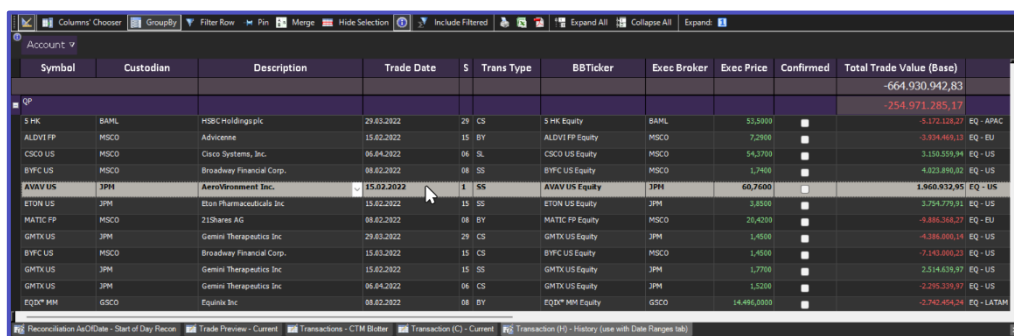 Columns' Chooser GroupBy Filter Row Pin Merge Hide Selection Include Filtered Expand All Collapse All Expand: 1
Account
Symbol Custodian Description Trade Date S Trans Type BBTicker Exec Broker Exec Price Confirmed Total Trade Value (Base)
-664.930.942,83
QP -254.971.285,17
5 HK BAML HSBC Holdings plc 29.03.2022 29 CS 5 HK Equity BAML 53,5000 -5.172.128,27 EQ - APAC
ALDVI FP MSCO Advicenne 15.02.2022 15 BY ALDVI FP Equity MSCO 7,2900 -3.934.469,13 EQ - EU
CSCO US MSCO Cisco Systems, Inc. 06.04.2022 06 SL CSCO US Equity MSCO 54,3700 3.150.559,94 EQ - US
BYFC US MSCO Broadway Financial Corp. 08.02.2022 08 SS BYFC US Equity MSCO 1,7400 4.023.890,02 EQ - US
AVAV US JPM AeroVironment Inc. 15.02.2022 1 SS AVAV US Equity JPM 60,7600 1.960.932,95 EQ - US
ETON US JPM Eton Pharmaceuticals Inc 15.02.2022 15 SS ETON US Equity JPM 3,8500 3.754.779,91 EQ - US
MATIC FP MSCO 21Shares AG 08.02.2022 08 BY MATIC FP Equity MSCO 20,4200 -9.886.368,27 EQ - EU
GMTX US JPM Gemini Therapeutics Inc 29.03.2022 29 CS GMTX US Equity JPM 1,4500 -4.386.000,14 EQ - US
BYFC US MSCO Broadway Financial Corp. 15.03.2022 15 CS BYFC US Equity MSCO 1,4500 -7.143.000,23 EQ - US
GMTX US JPM Gemini Therapeutics Inc 15.02.2022 15 SS GMTX US Equity JPM 1,7700 2.514.639,97 EQ - US
GMTX US JPM Gemini Therapeutics Inc 06.04.2022 06 CS GMTX US Equity JPM 1,5200 -2.295.339,97 EQ - US
EQIX* MM GSCO Equinix Inc 08.02.2022 08 BY EQIX* MM Equity GSCO 14.496,0000 -2.742.454,24 EQ - LATAM
Reconciliation AsOfDate - Start of Day Recon Trade Preview - Current Transactions - CTM Blotter Transaction (C) - Current Transaction (H) - History (use with Date Ranges tab)